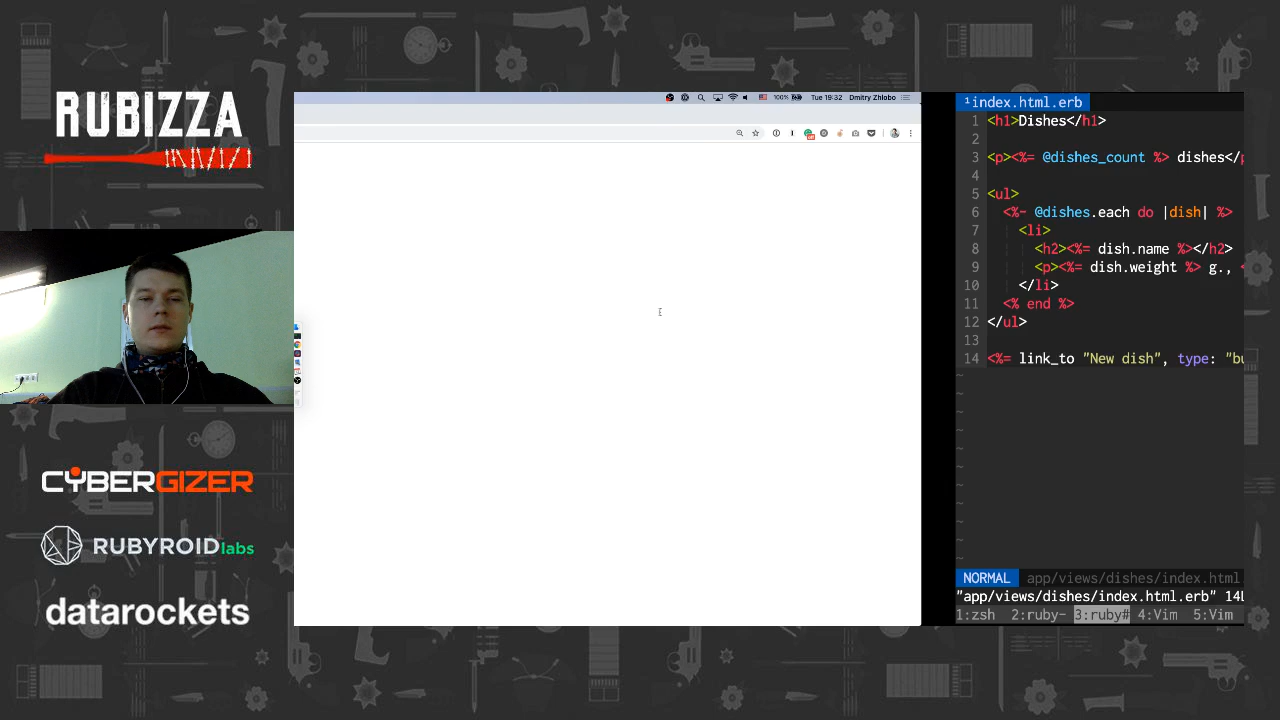 RUBIZZA
CYBERGIZER
RUBYROID labs
datarockets
100% Tue 19:32 Dmitry Zhlobo
¹index.html.erb
1 <h1>Dishes</h1>
2
3 <p><%= @dishes_count %> dishes</p
4
5 <ul>
6 <%- @dishes.each do |dish| %>
7 <li>
8 <h2><%= dish.name %></h2>
9 <p><%= dish.weight %> g., <
10 </li>
11 <% end %>
12 </ul>
13
14 <%= link_to "New dish", type: "bu
~
~
~
~
~
~
~
~
~
~
~
NORMAL app/views/dishes/index.html
"app/views/dishes/index.html.erb" 14L
1:zsh 2:ruby- 3:ruby# 4:Vim 5:Vim